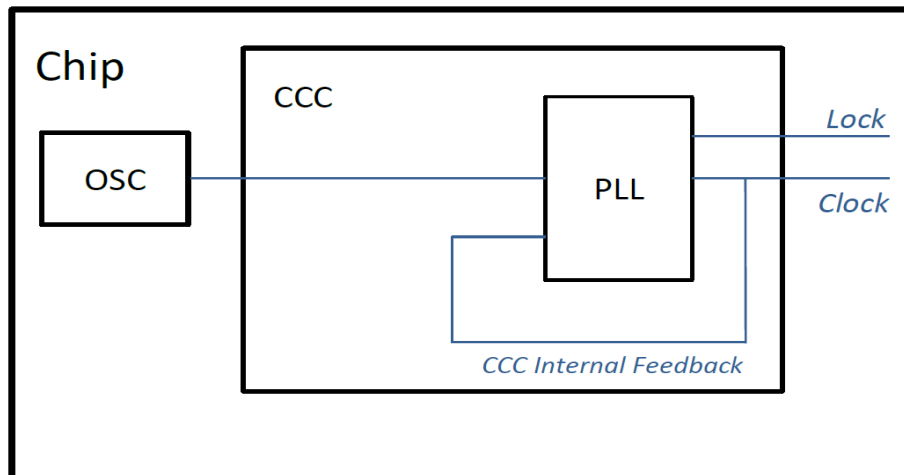 Chip
CCC
OSC
PLL
Lock
Clock
CCC Internal Feedback